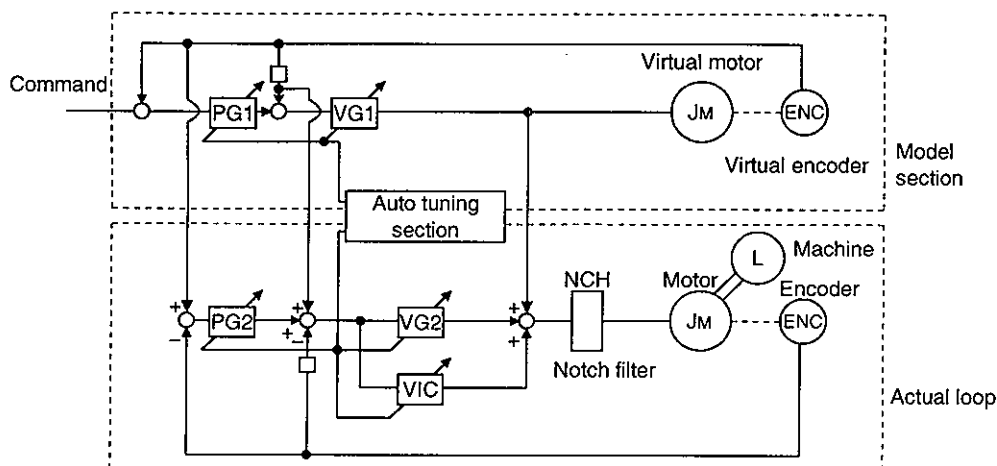 Command
Virtual motor
PG1
VG1
JM
ENC
Virtual encoder
Model
section
Auto tuning
section
Machine
L
NCH
Motor
Encoder
+
+
PG2
+
−
VG2
+
JM
ENC
−
+
Notch filter
VIC
Actual loop